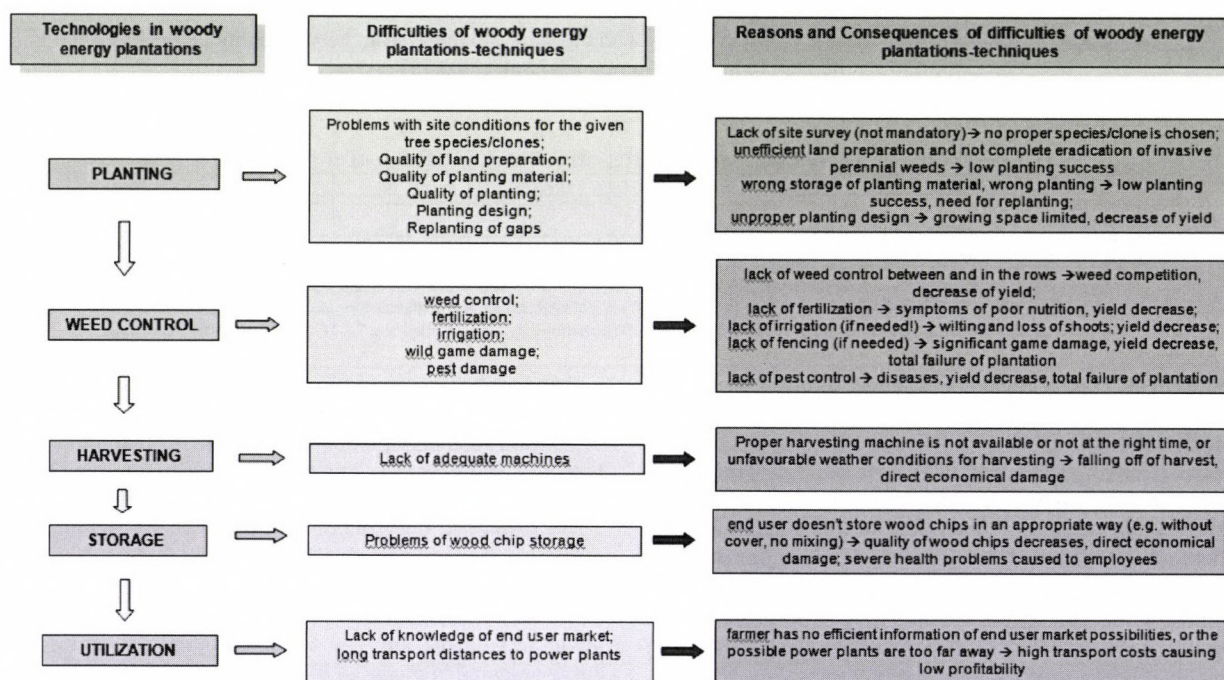 Technologies in woody
energy plantations
Difficulties of woody energy
plantations-techniques
Reasons and Consequences of difficulties of woody energy
plantations-techniques
PLANTING
Problems with site conditions for the given
tree species/clones;
Quality of land preparation;
Quality of planting material;
Quality of planting;
Planting design;
Replanting of gaps
Lack of site survey (not mandatory)→ no proper species/clone is chosen;
unefficient land preparation and not complete eradication of invasive
perennial weeds → low planting success
wrong storage of planting material, wrong planting → low planting
success, need for replanting;
unproper planting design → growing space limited, decrease of yield
WEED CONTROL
weed control;
fertilization;
irrigation;
wild game damage;
pest damage
lack of weed control between and in the rows →weed competition,
decrease of yield;
lack of fertilization → symptoms of poor nutrition, yield decrease;
lack of irrigation (if needed!) → wilting and loss of shoots; yield decrease;
lack of fencing (if needed) → significant game damage, yield decrease,
total failure of plantation
lack of pest control → diseases, yield decrease, total failure of plantation
HARVESTING
Lack of adequate machines
Proper harvesting machine is not available or not at the right time, or
unfavourable weather conditions for harvesting → falling off of harvest,
direct economical damage
STORAGE
Problems of wood chip storage
end user doesn't store wood chips in an appropriate way (e.g. without
cover, no mixing) → quality of wood chips decreases, direct economical
damage; severe health problems caused to employees
UTILIZATION
Lack of knowledge of end user market;
long transport distances to power plants
farmer has no efficient information of end user market possibilities, or the
possible power plants are too far away → high transport costs causing
low profitability